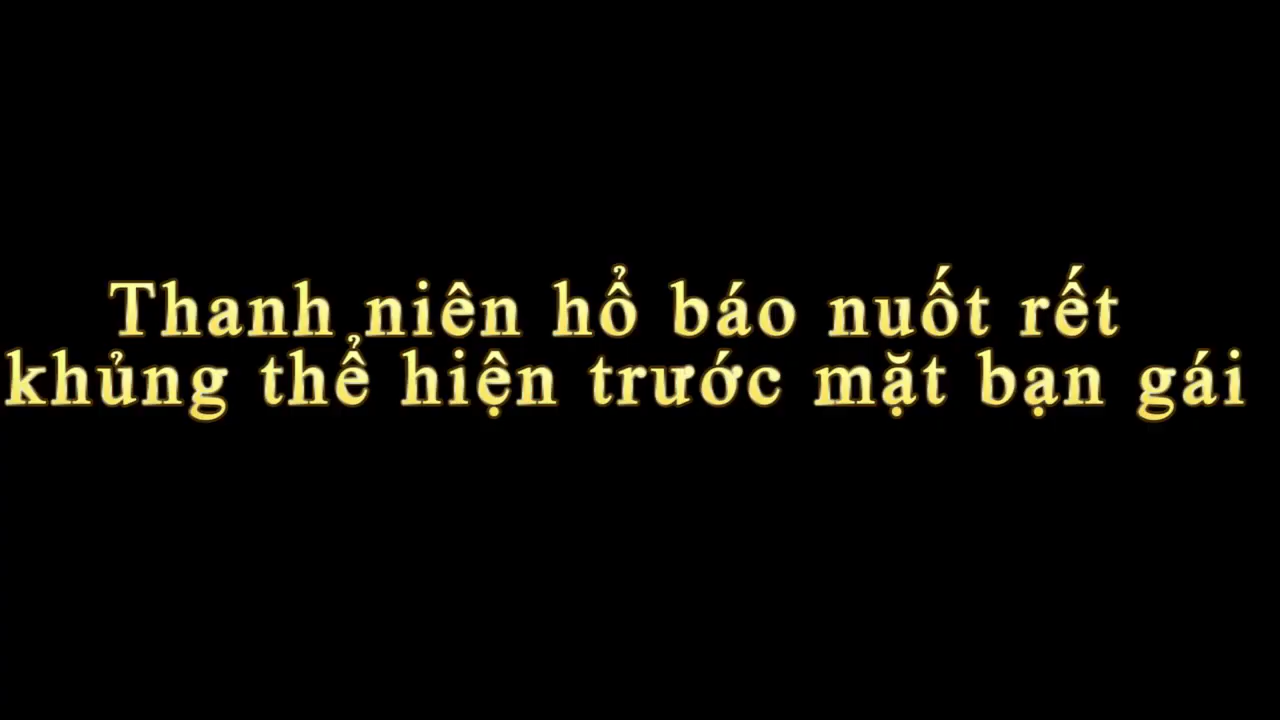 Thanh niên hổ báo nuốt rết
khủng thể hiện trước mặt bạn gái